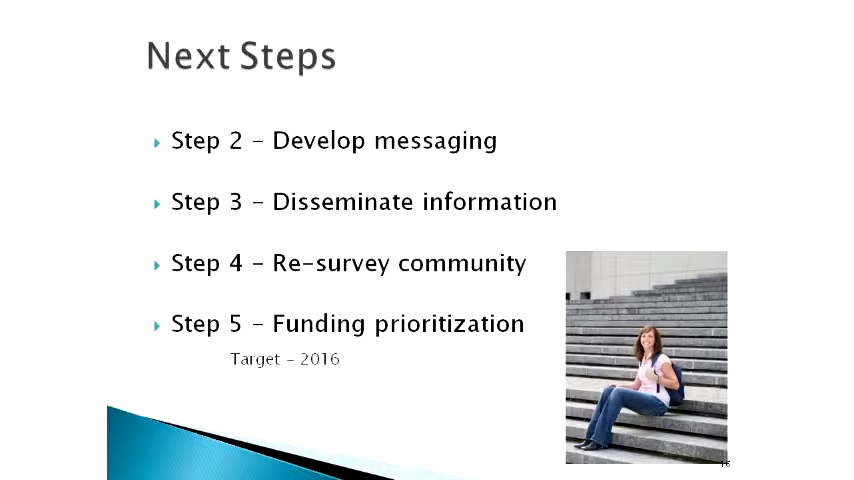 Next Steps
Step 2 – Develop messaging
Step 3 – Disseminate information
Step 4 – Re-survey community
Step 5 – Funding prioritization
Target – 2016